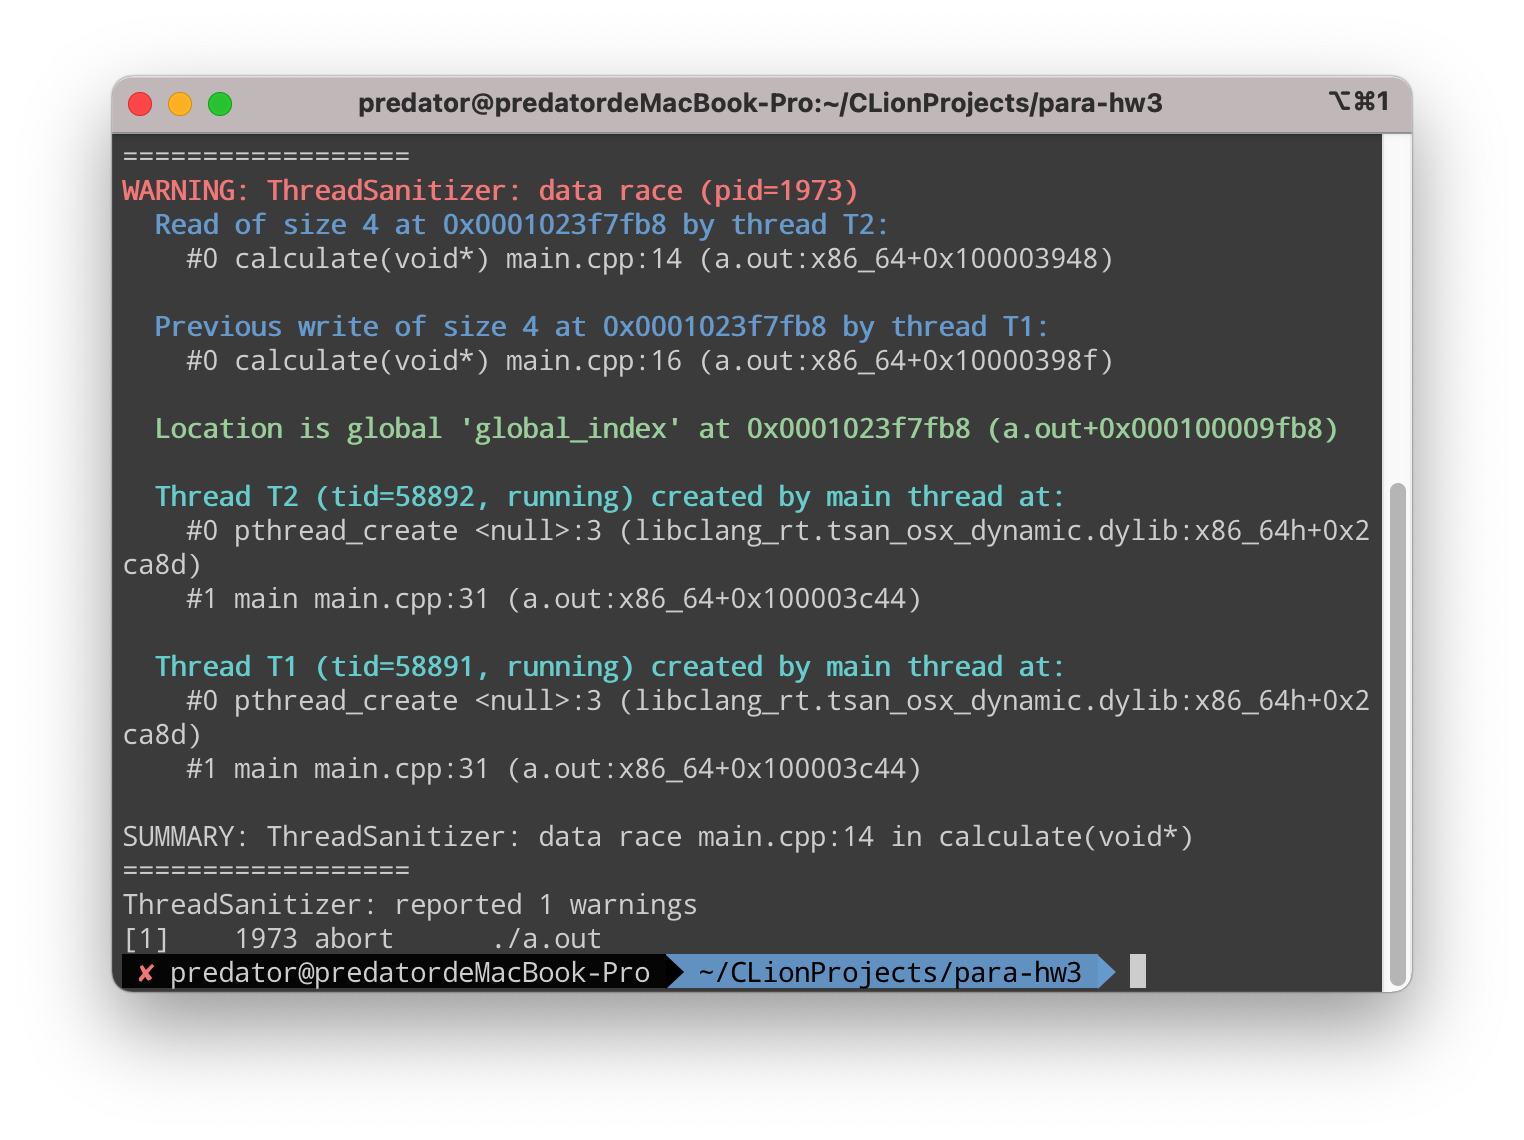 predator@predatordeMacBook-Pro:~/CLionProjects/para-hw3 ⌥⌘1
==================
WARNING: ThreadSanitizer: data race (pid=1973)
  Read of size 4 at 0x0001023f7fb8 by thread T2:
    #0 calculate(void*) main.cpp:14 (a.out:x86_64+0x100003948)
  Previous write of size 4 at 0x0001023f7fb8 by thread T1:
    #0 calculate(void*) main.cpp:16 (a.out:x86_64+0x10000398f)
  Location is global 'global_index' at 0x0001023f7fb8 (a.out+0x000100009fb8)
  Thread T2 (tid=58892, running) created by main thread at:
    #0 pthread_create <null>:3 (libclang_rt.tsan_osx_dynamic.dylib:x86_64h+0x2
ca8d)
    #1 main main.cpp:31 (a.out:x86_64+0x100003c44)
  Thread T1 (tid=58891, running) created by main thread at:
    #0 pthread_create <null>:3 (libclang_rt.tsan_osx_dynamic.dylib:x86_64h+0x2
ca8d)
    #1 main main.cpp:31 (a.out:x86_64+0x100003c44)
SUMMARY: ThreadSanitizer: data race main.cpp:14 in calculate(void*)
==================
ThreadSanitizer: reported 1 warnings
[1]    1973 abort      ./a.out
✘ predator@predatordeMacBook-Pro ~/CLionProjects/para-hw3